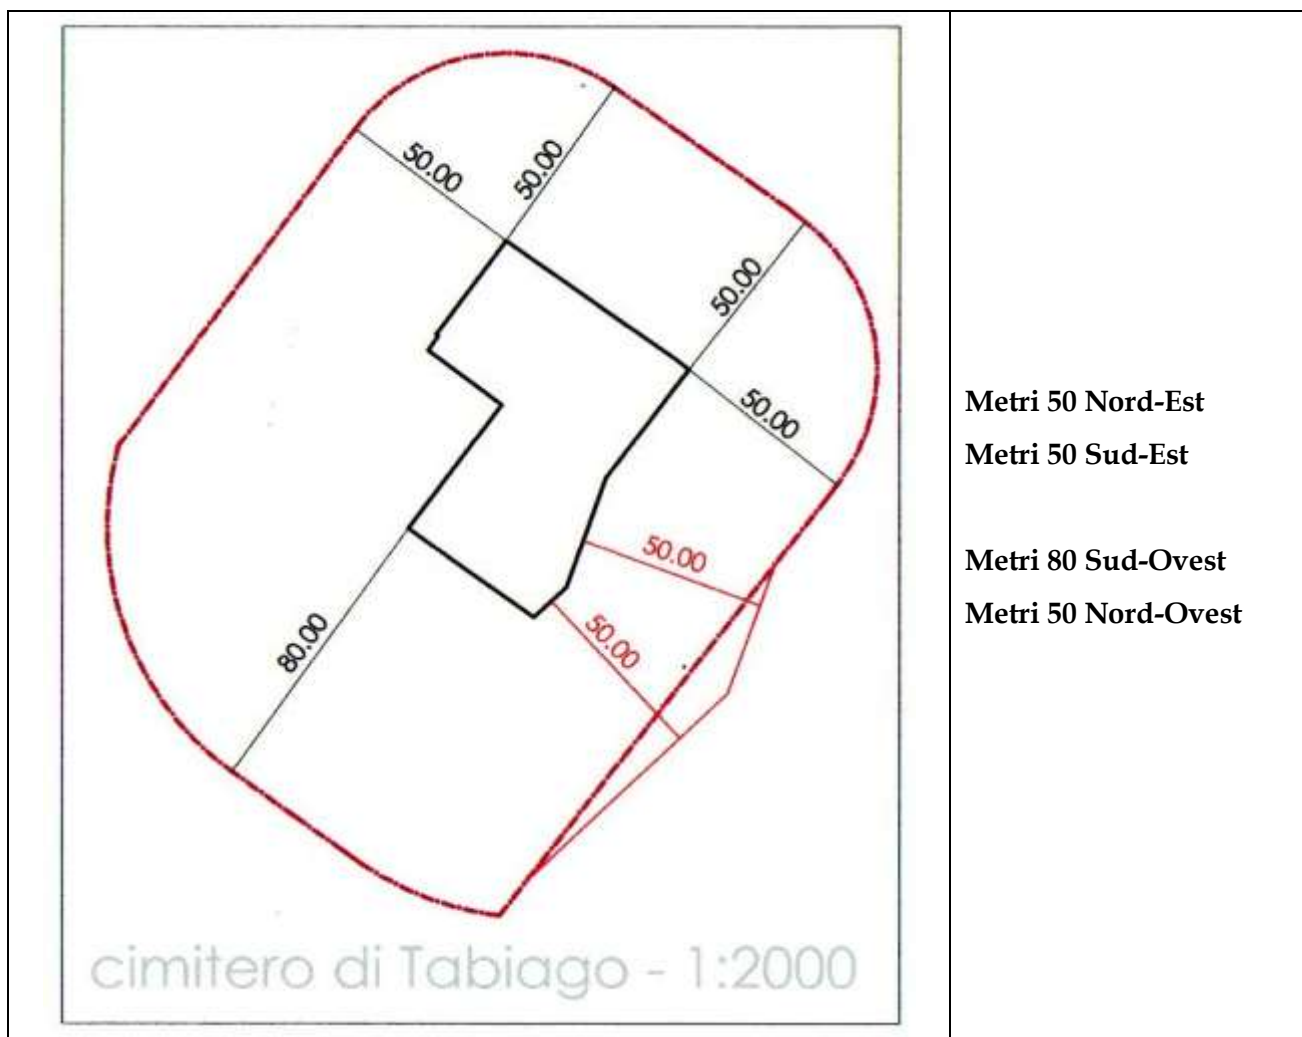 50.00
50.00
50.00
50.00
50.00
50.00
80.00
cimitero di Tabiago - 1:2000
Metri 50 Nord-Est
Metri 50 Sud-Est
Metri 80 Sud-Ovest
Metri 50 Nord-Ovest